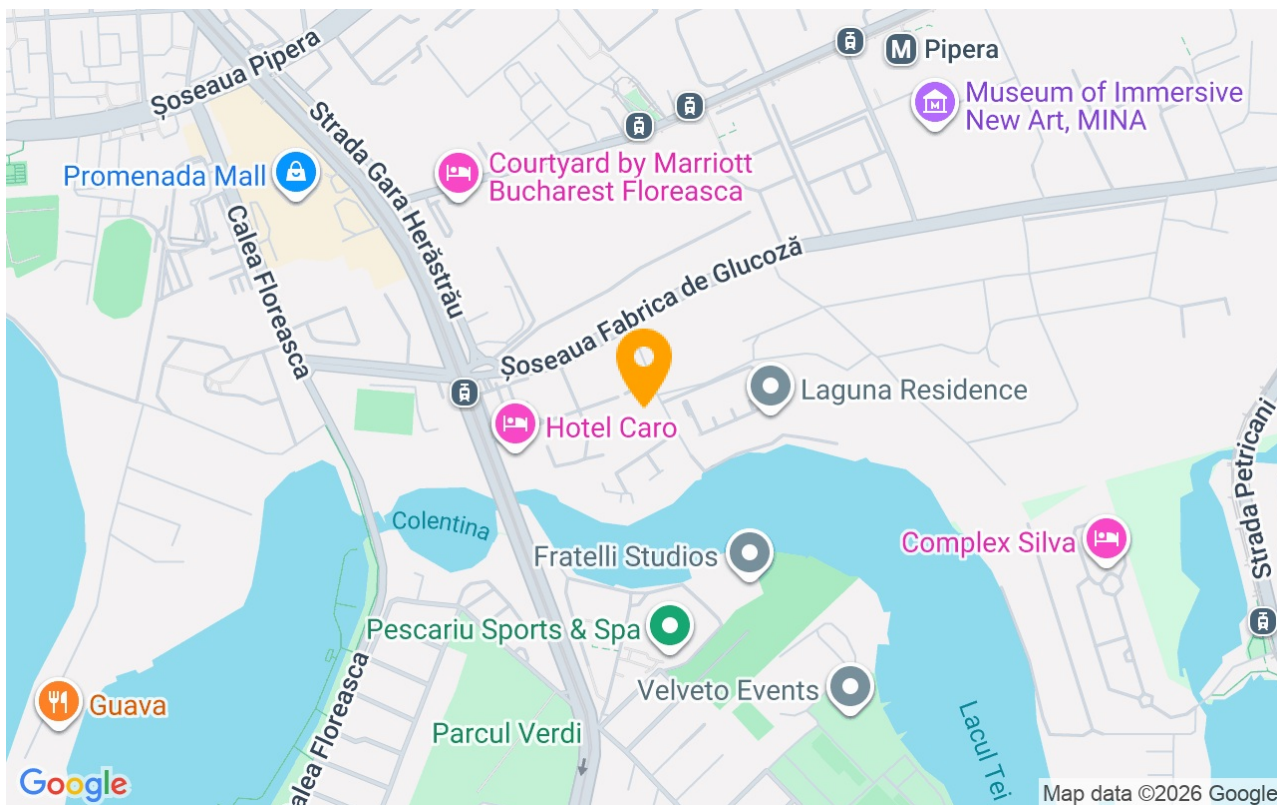 Șoseaua Pipera
Strada Gara Herăstrău
M Pipera
Museum of Immersive
New Art, MINA
Promenada Mall
Courtyard by Marriott
Bucharest Floreasca
Calea Floreasca
Șoseaua Fabrica de Glucoză
Laguna Residence
Hotel Caro
Strada Petricani
Colentina
Fratelli Studios
Complex Silva
Pescariu Sports & Spa
Velveto Events
Guava
Calea Floreasca
Parcul Verdi
Lacul Tei
Google
Map data ©2026 Google